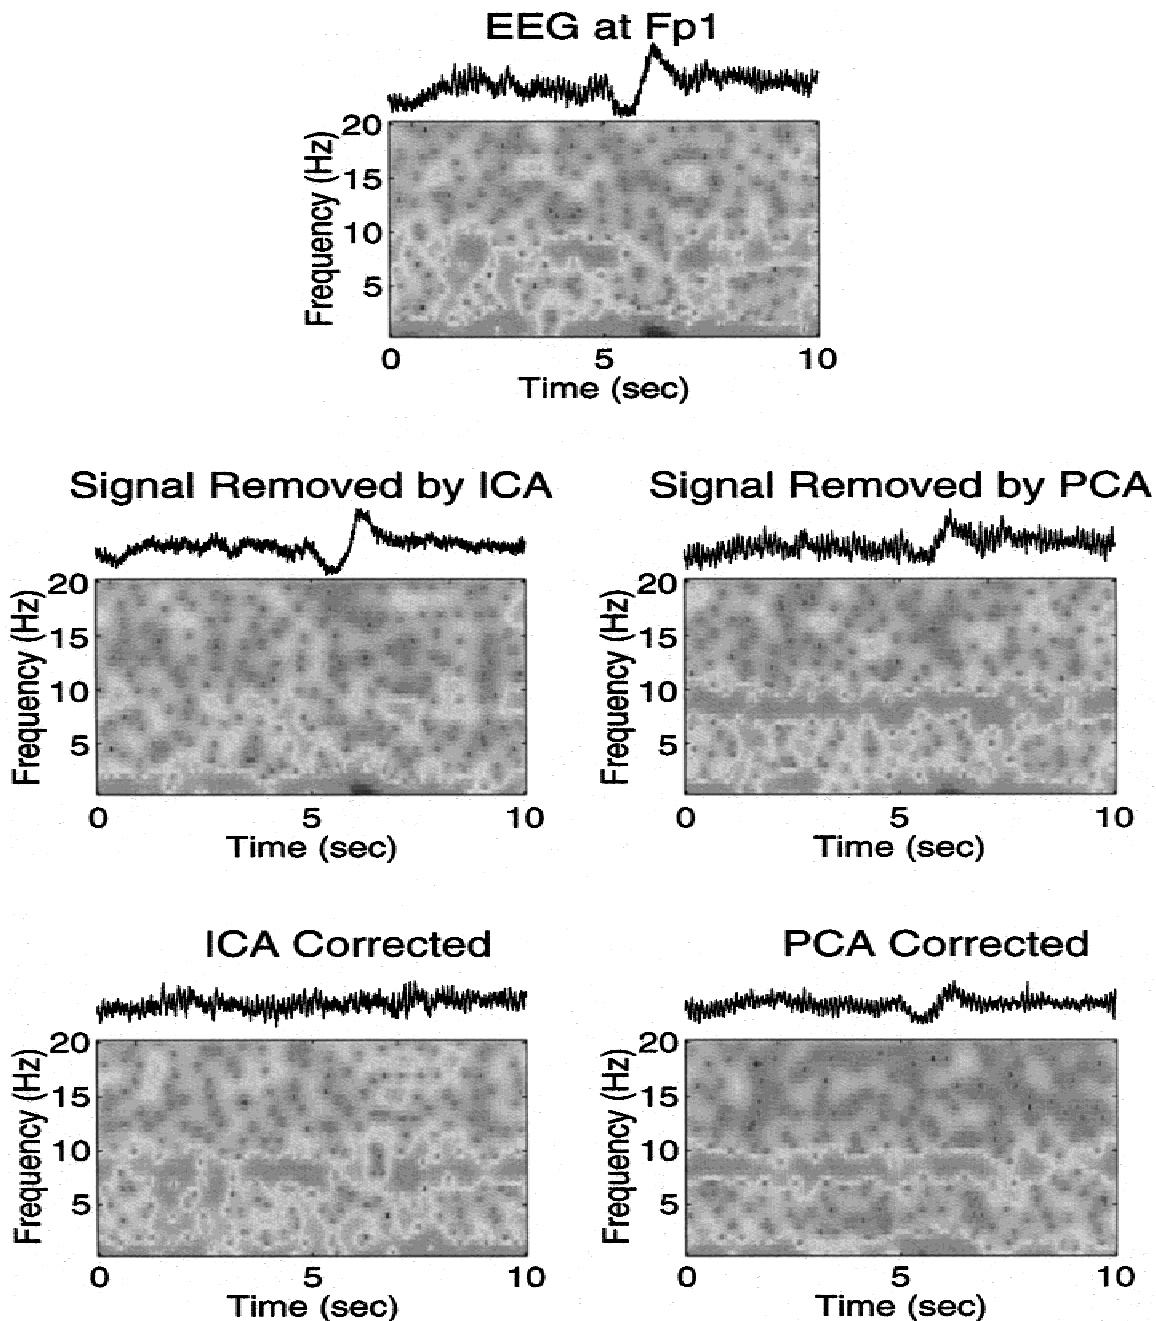 EEG at Fp1
Frequency (Hz)
20
15
10
5
0 5 10
Time (sec)
Signal Removed by ICA
Frequency (Hz)
20
15
10
5
0 5 10
Time (sec)
Signal Removed by PCA
Frequency (Hz)
20
15
10
5
0 5 10
Time (sec)
ICA Corrected
Frequency (Hz)
20
15
10
5
0 5 10
Time (sec)
PCA Corrected
Frequency (Hz)
20
15
10
5
0 5 10
Time (sec)